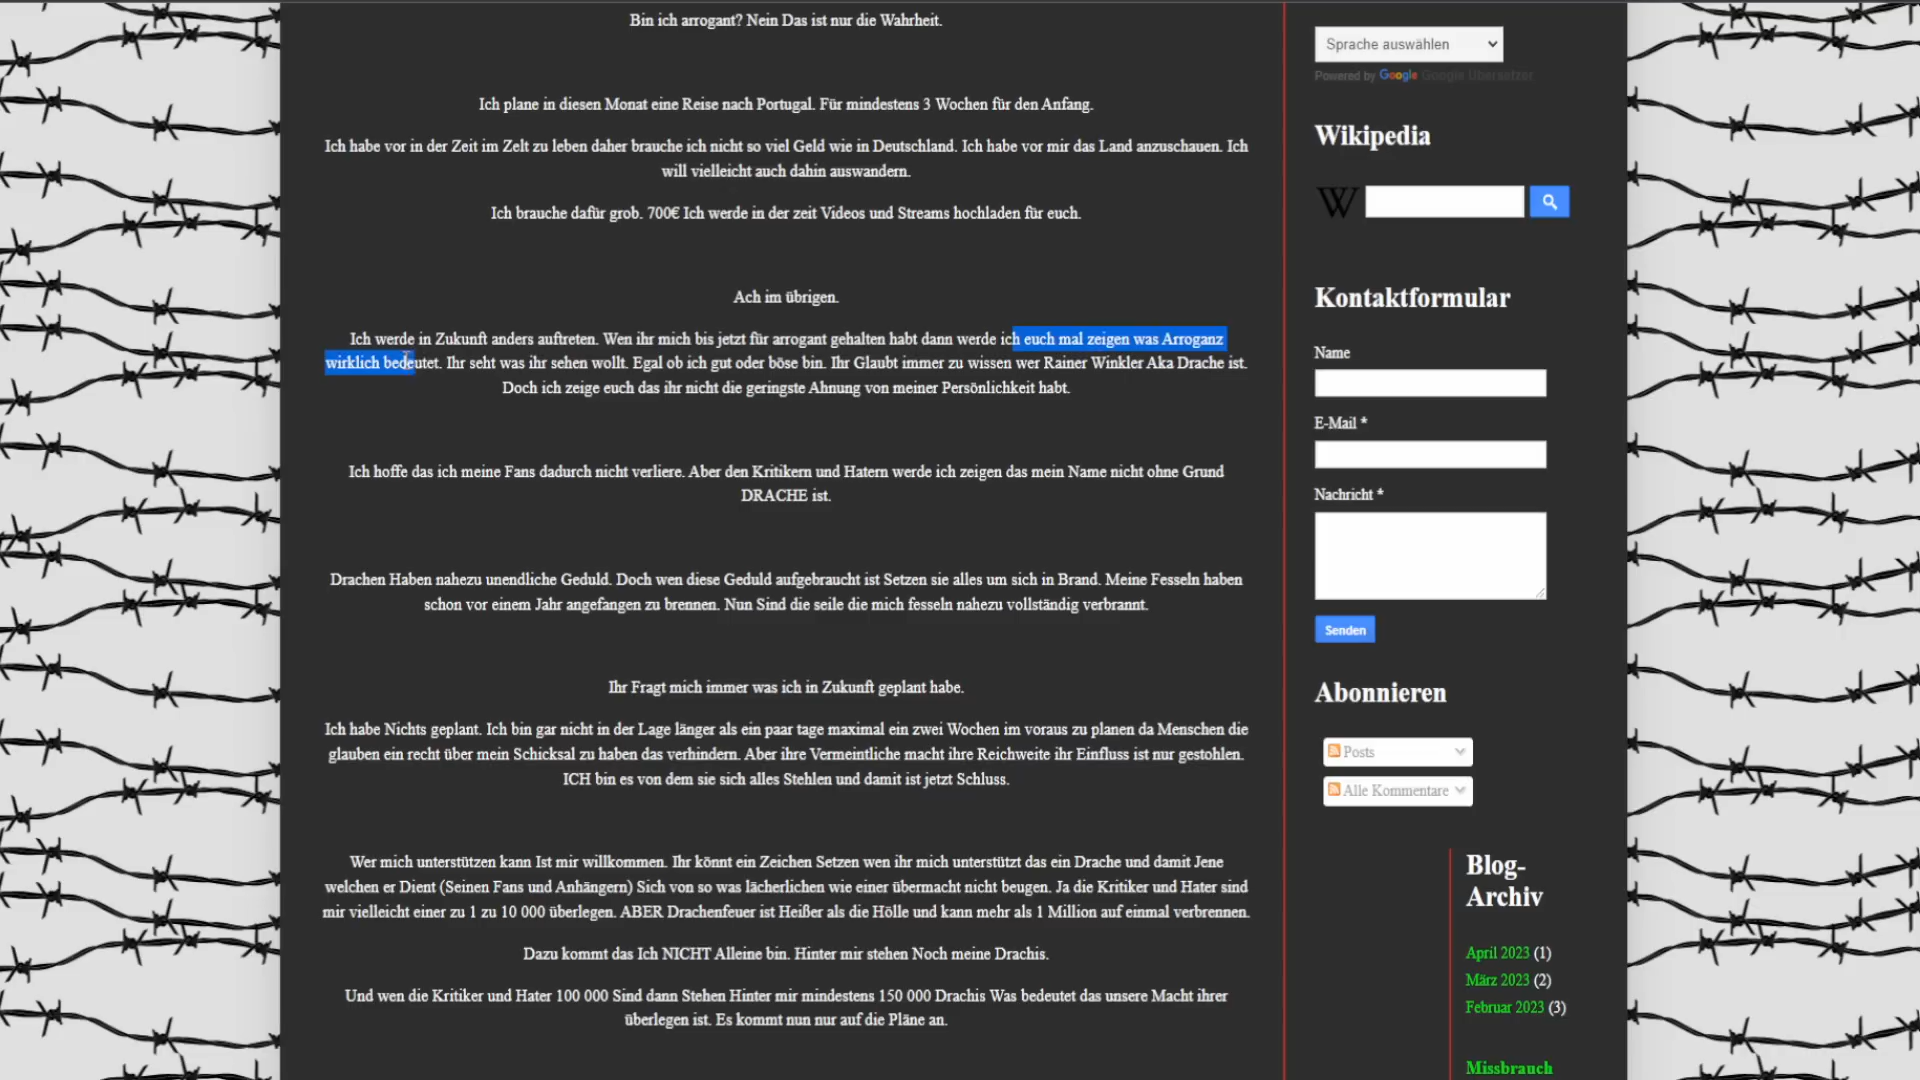 Bin ich arrogant? Nein Das ist nur die Wahrheit.
Ich plane in diesen Monat eine Reise nach Portugal. Für mindestens 3 Wochen für den Anfang.
Ich habe vor in der Zeit im Zelt zu leben daher brauche ich nicht so viel Geld wie in Deutschland. Ich habe vor mir das Land anzuschauen. Ich
will vielleicht auch dahin auswandern.
Ich brauche dafür grob. 700€ Ich werde in der zeit Videos und Streams hochladen für euch.
Ach im übrigen.
Ich werde in Zukunft anders auftreten. Wen ihr mich bis jetzt für arrogant gehalten habt dann werde ich euch mal zeigen was Arroganz
wirklich bedeutet. Ihr seht was ihr sehen wollt. Egal ob ich gut oder böse bin. Ihr Glaubt immer zu wissen wer Rainer Winkler Aka Drache ist.
Doch ich zeige euch das ihr nicht die geringste Ahnung von meiner Persönlichkeit habt.
Ich hoffe das ich meine Fans dadurch nicht verliere. Aber den Kritikern und Hatern werde ich zeigen das mein Name nicht ohne Grund
DRACHE ist.
Drachen Haben nahezu unendliche Geduld. Doch wen diese Geduld aufgebraucht ist Setzen sie alles um sich in Brand. Meine Fesseln haben
schon vor einem Jahr angefangen zu brennen. Nun Sind die seile die mich fesseln nahezu vollständig verbrannt.
Ihr Fragt mich immer was ich in Zukunft geplant habe.
Ich habe Nichts geplant. Ich bin gar nicht in der Lage länger als ein paar tage maximal ein zwei Wochen im voraus zu planen da Menschen die
glauben ein recht über mein Schicksal zu haben das verhindern. Aber ihre Vermeintliche macht ihre Reichweite ihr Einfluss ist nur gestohlen.
ICH bin es von dem sie sich alles Stehlen und damit ist jetzt Schluss.
Wer mich unterstützen kann Ist mir willkommen. Ihr könnt ein Zeichen Setzen wen ihr mich unterstützt das ein Drache und damit Jene
welchen er Dient (Seinen Fans und Anhängern) Sich von so was lächerlichen wie einer übermacht nicht beugen. Ja die Kritiker und Hater sind
mir vielleicht einer zu 1 zu 10 000 überlegen. ABER Drachenfeuer ist Heißer als die Hölle und kann mehr als 1 Million auf einmal verbrennen.
Dazu kommt das Ich NICHT Alleine bin. Hinter mir stehen Noch meine Drachis.
Und wen die Kritiker und Hater 100 000 Sind dann Stehen Hinter mir mindestens 150 000 Drachis Was bedeutet das unsere Macht ihrer
überlegen ist. Es kommt nun nur auf die Pläne an.
Sprache auswählen
Powered by Google Google Übersetzer
Wikipedia
W
Kontaktformular
Name
E-Mail *
Nachricht *
Senden
Abonnieren
Posts
Alle Kommentare
Blog-
Archiv
April 2023 (1)
März 2023 (2)
Februar 2023 (3)
Missbrauch